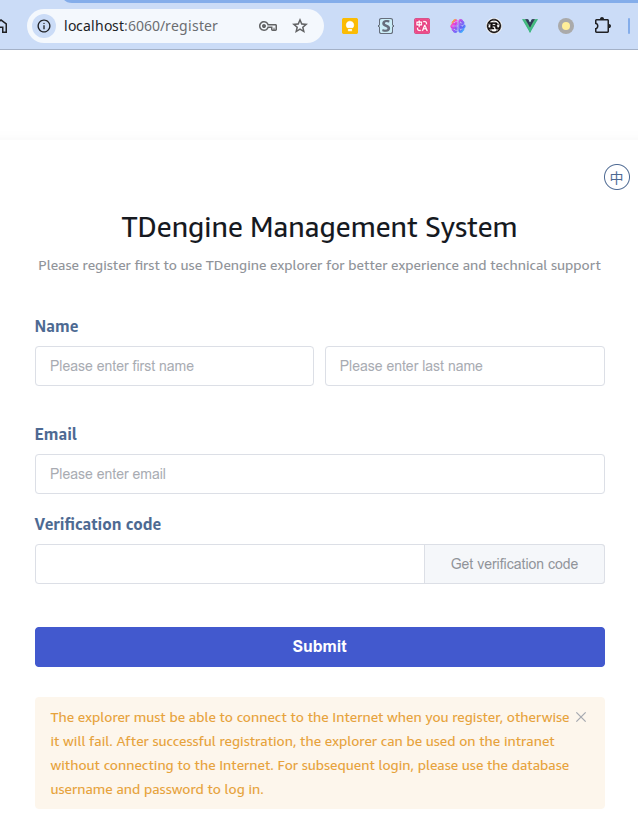 localhost:6060/register
中
TDengine Management System
Please register first to use TDengine explorer for better experience and technical support
Name
Please enter first name
Please enter last name
Email
Please enter email
Verification code
Get verification code
Submit
The explorer must be able to connect to the Internet when you register, otherwise
it will fail. After successful registration, the explorer can be used on the intranet
without connecting to the Internet. For subsequent login, please use the database
username and password to log in.